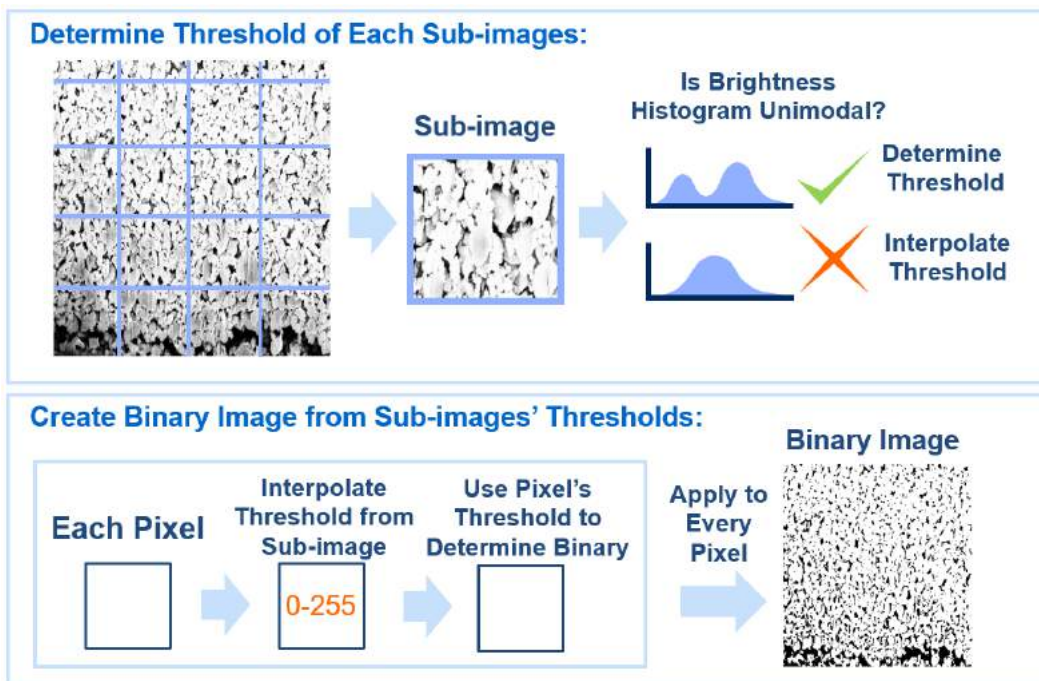 Determine Threshold of Each Sub-images:
Sub-image
Is Brightness
Histogram Unimodal?
Determine
Threshold
Interpolate
Threshold
Create Binary Image from Sub-images' Thresholds:
Each Pixel
Interpolate
Threshold from
Sub-image
0-255
Use Pixel's
Threshold to
Determine Binary
Apply to
Every
Pixel
Binary Image